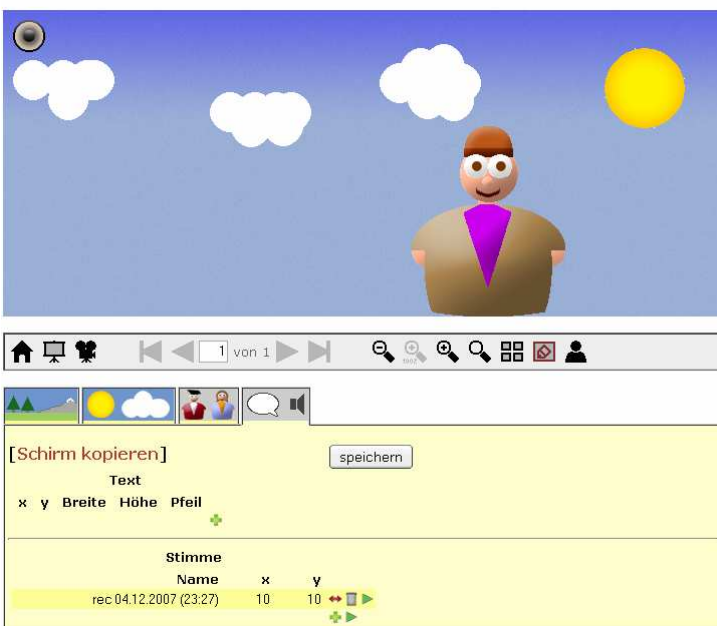 1 von 1
[Schirm kopieren] speichern
Text
x y Breite Höhe Pfeil
Stimme
Name x y
rec 04.12.2007 (23:27) 10 10